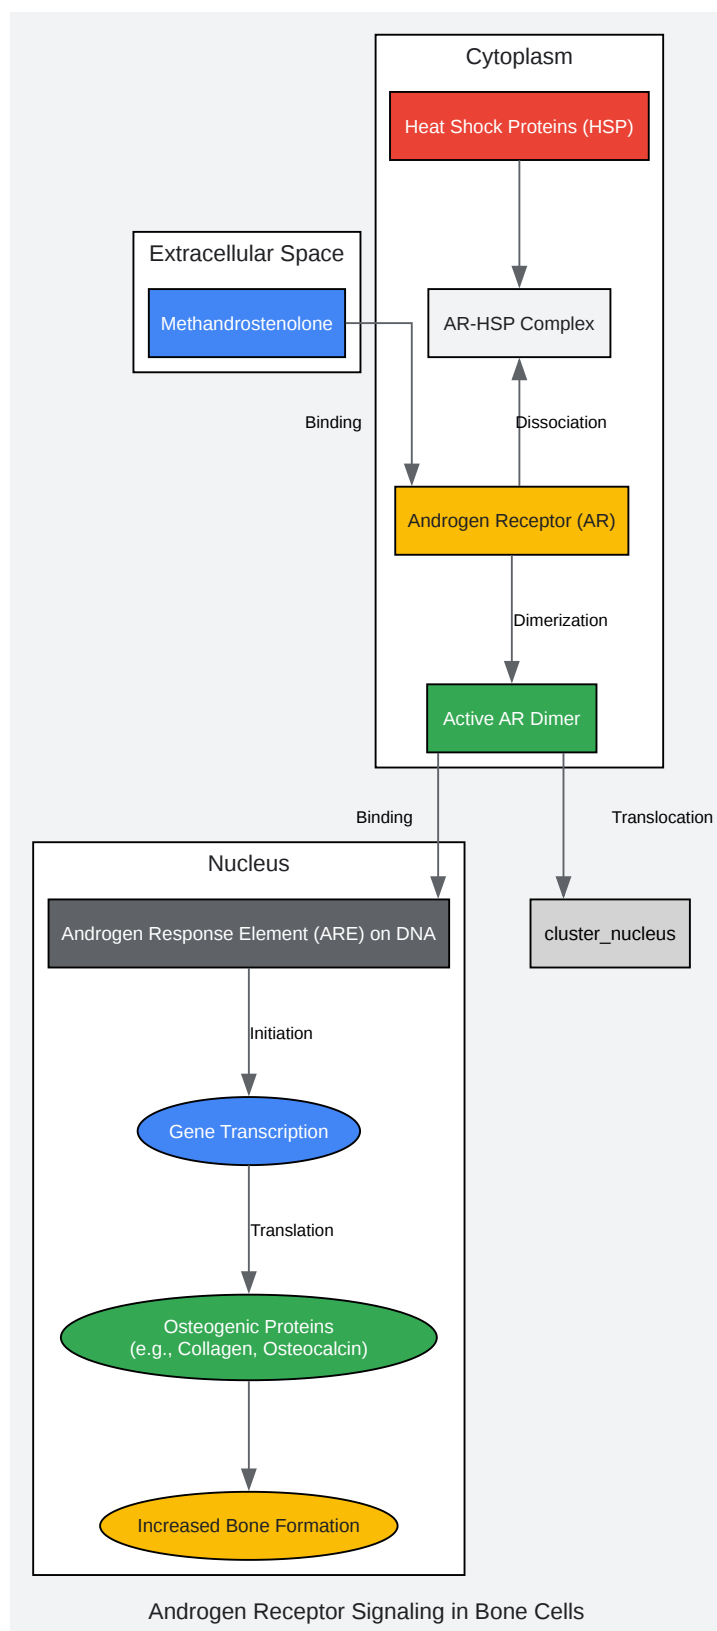 Cytoplasm
Heat Shock Proteins (HSP)
Extracellular Space
Methandrostenolone
AR-HSP Complex
Binding
Dissociation
Androgen Receptor (AR)
Dimerization
Active AR Dimer
Binding
Translocation
Nucleus
Androgen Response Element (ARE) on DNA
cluster_nucleus
Initiation
Gene Transcription
Translation
Osteogenic Proteins
(e.g., Collagen, Osteocalcin)
Increased Bone Formation
Androgen Receptor Signaling in Bone Cells